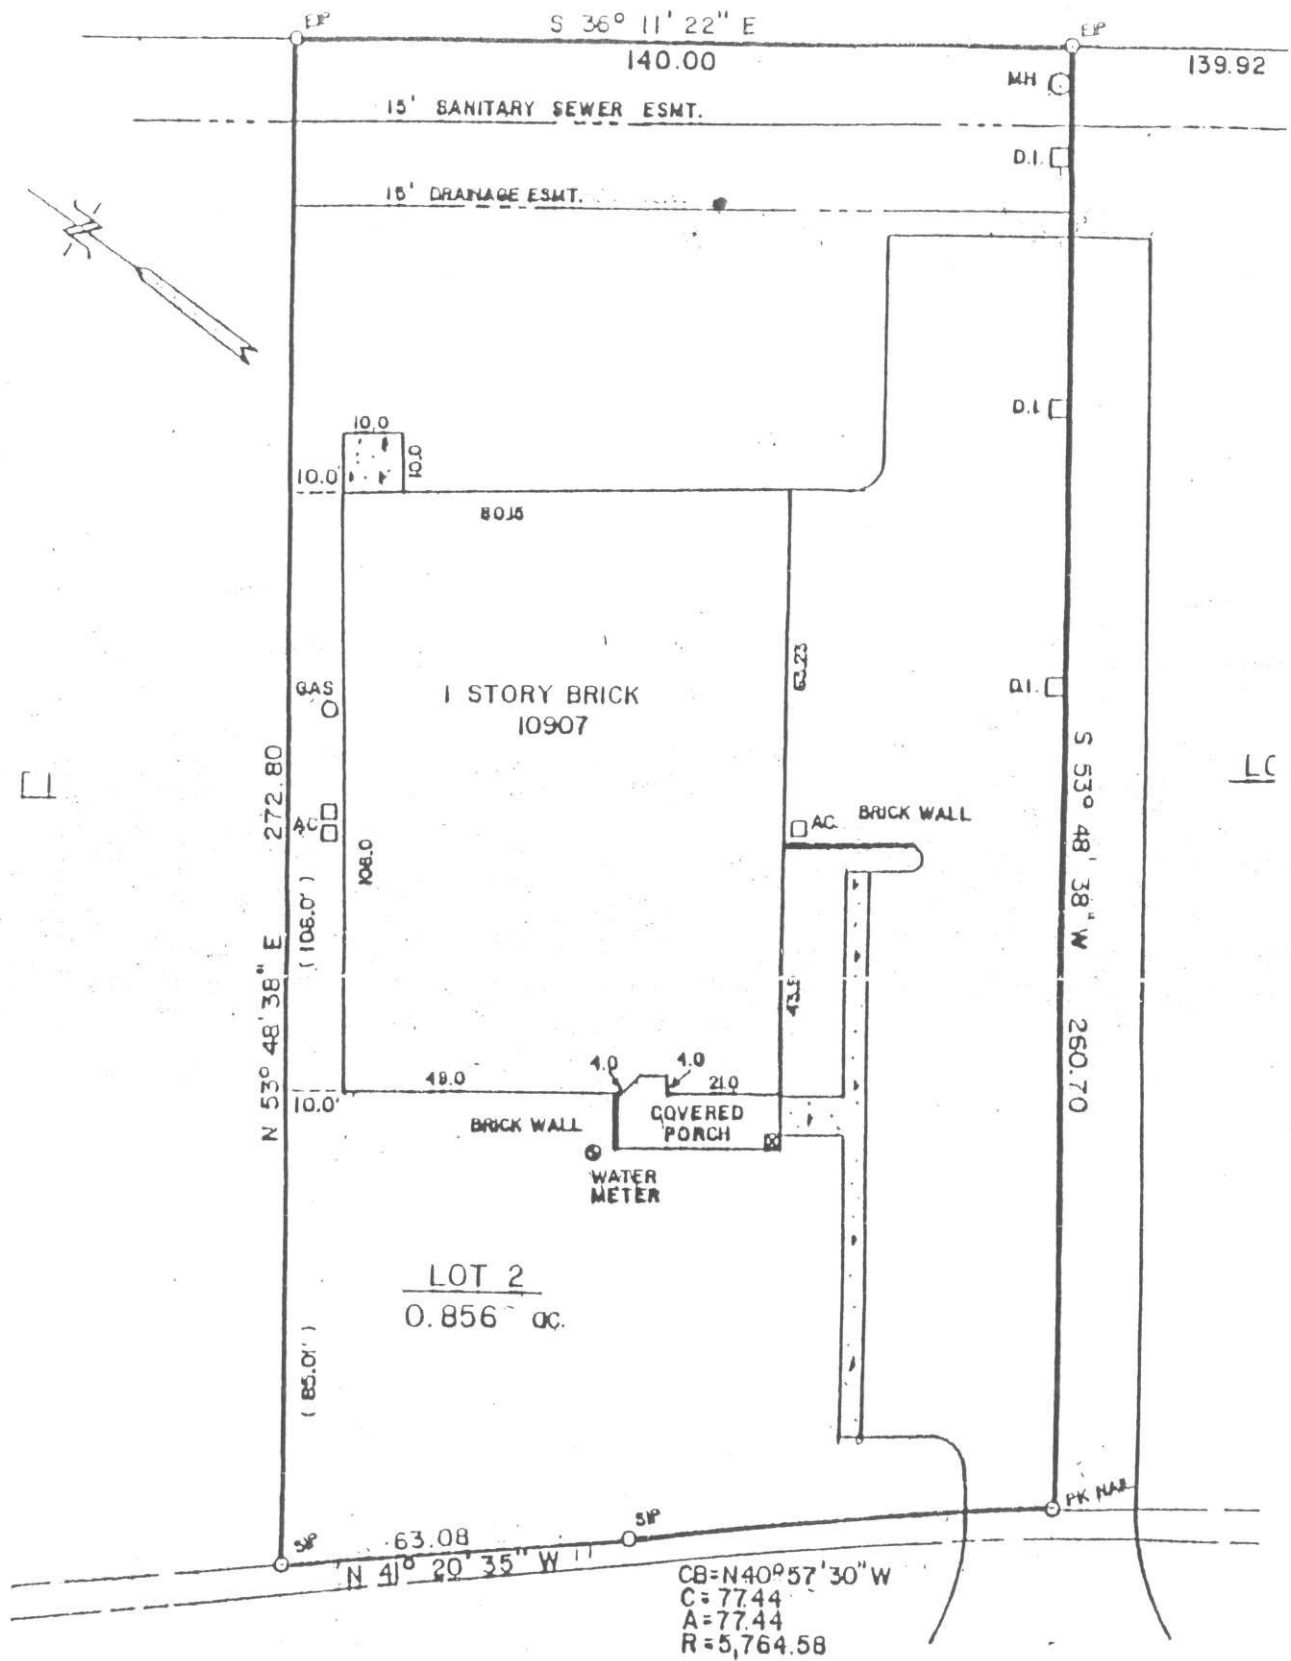 EIP
S 36° 11' 22" E
EIP
140.00
139.92
MH
15' SANITARY SEWER ESMT.
D.I.
15' DRAINAGE ESMT.
D.I.
10.0
10.0
10.0'
80.15
63.23
GAS
1 STORY BRICK
10907
D.I.
272.80
S 53° 48' 38" W
AC
AC.
BRICK WALL
108.0
(108.0')
N 53° 48' 38" E
43.5
260.70
4.0
4.0
49.0
21.0
10.0'
BRICK WALL
COVERED
PORCH
WATER
METER
LOT 2
0.856 ac.
(85.01')
PK NAIL
SIP
SIP
63.08
N 41° 20' 35" W
CB=N40°57'30"W
C=77.44
A=77.44
R=5,764.58